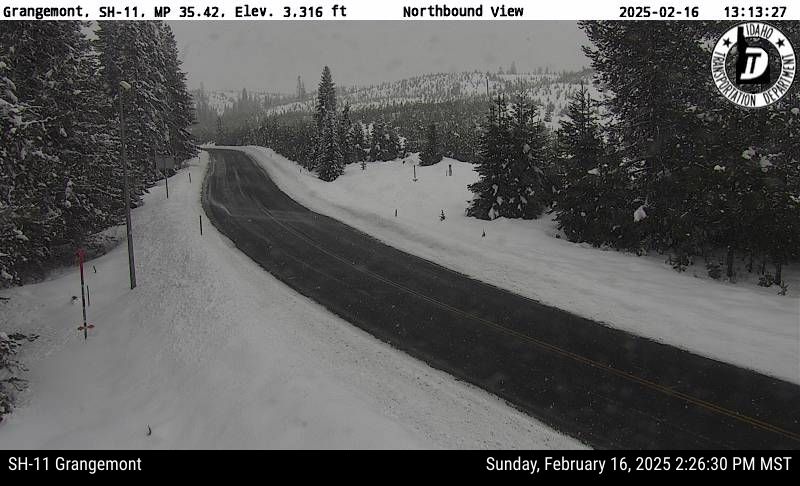 Grangemont, SH-11, MP 35.42, Elev. 3,316 ft Northbound View 2025-02-16 13:13:27
IDAHO
TRANSPORTATION DEPARTMENT
SH-11 Grangemont Sunday, February 16, 2025 2:26:30 PM MST